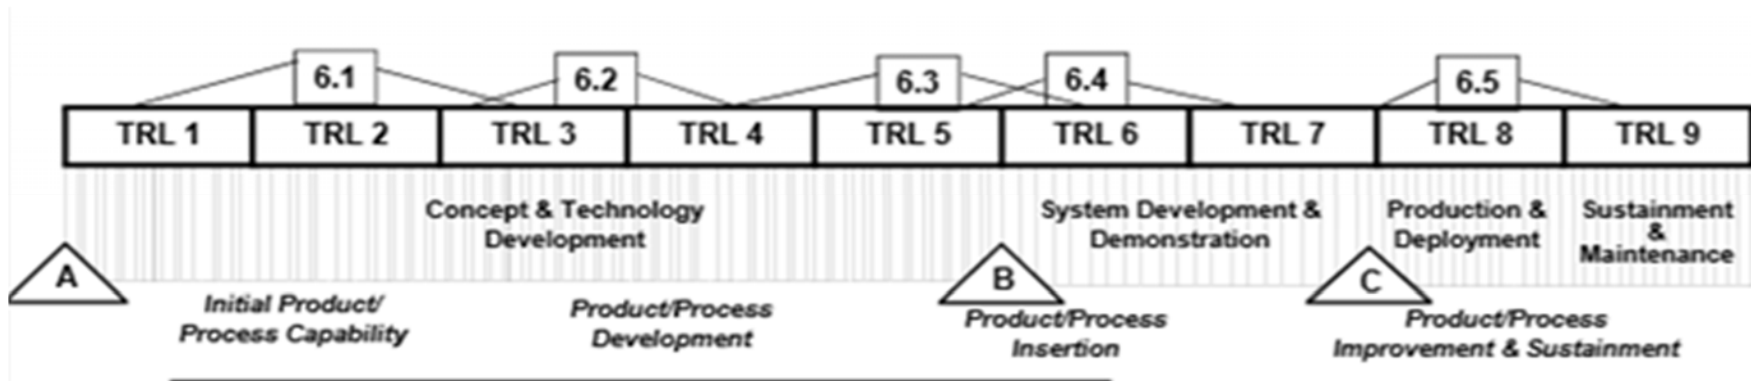 6.1 6.2 6.3 6.4 6.5
TRL 1 TRL 2 TRL 3 TRL 4 TRL 5 TRL 6 TRL 7 TRL 8 TRL 9
Concept & Technology
Development
System Development &
Demonstration
Production &
Deployment
Sustainment
&
Maintenance
A
B
C
Initial Product/
Process Capability
Product/Process
Development
Product/Process
Insertion
Product/Process
Improvement & Sustainment